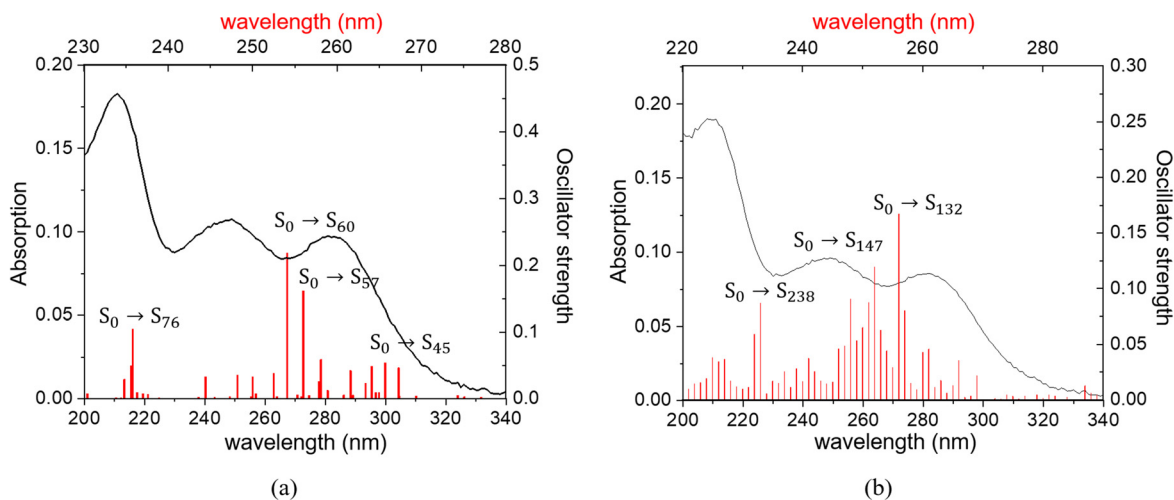 wavelength (nm)
230 240 250 260 270 280
0.20
0.15
0.10
0.05
0.00
Absorption
0.5
0.4
0.3
0.2
0.1
0.0
Oscillator strength
S₀ → S₆₀
S₀ → S₅₇
S₀ → S₇₆
S₀ → S₄₅
200 220 240 260 280 300 320 340
wavelength (nm)
(a)
wavelength (nm)
220 240 260 280
0.20
0.15
0.10
0.05
0.00
Absorption
0.30
0.25
0.20
0.15
0.10
0.05
0.00
Oscillator strength
S₀ → S₁₃₂
S₀ → S₁₄₇
S₀ → S₂₃₈
200 220 240 260 280 300 320 340
wavelength (nm)
(b)